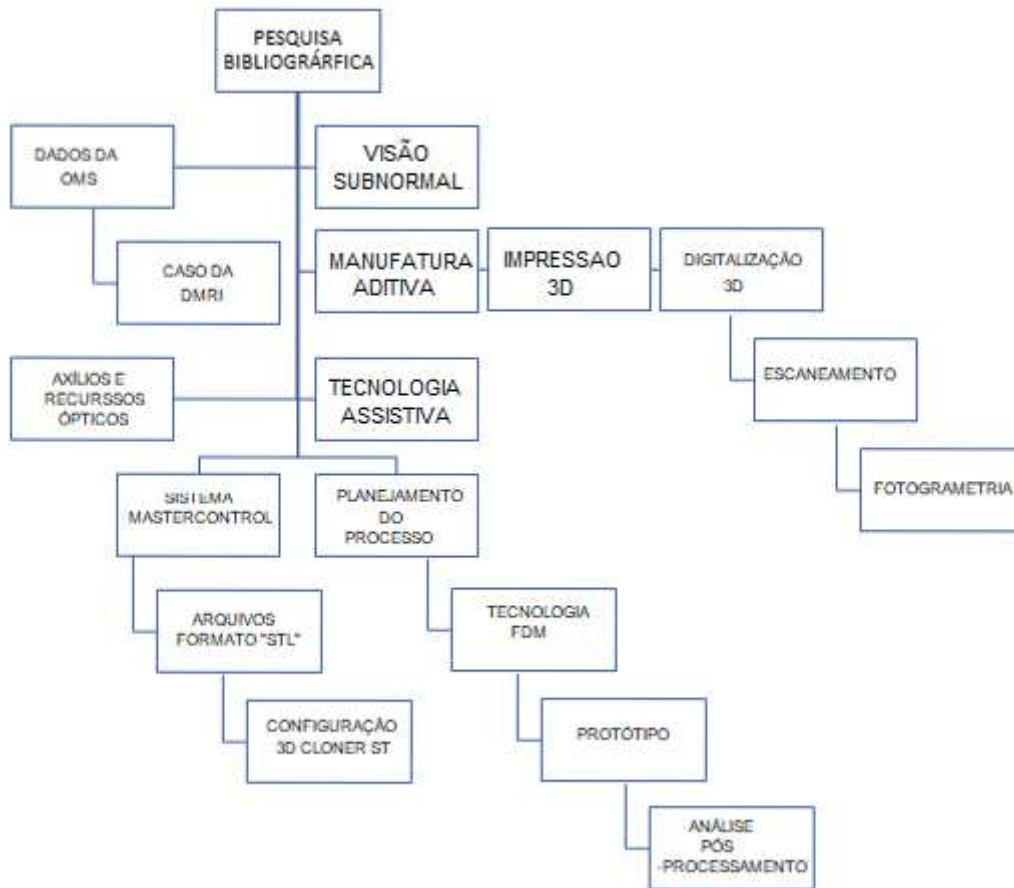 PESQUISA
BIBLIOGRÁRFICA
DADOS DA
OMS
VISÃO
SUBNORMAL
CASO DA
DMRI
MANUFATURA
ADITIVA
IMPRESSAO
3D
DIGITALIZAÇÃO
3D
ESCANEAMENTO
FOTOGRAMETRIA
AXÍLIOS E
RECURSSOS
ÓPTICOS
TECNOLOGIA
ASSISTIVA
SISTEMA
MASTERCONTROL
PLANEJAMENTO
DO
PROCESSO
ARQUIVOS
FORMATO "STL"
CONFIGURAÇÃO
3D CLONER ST
TECNOLOGIA
FDM
PROTÓTIPO
ANÁLISE
PÓS
-PROCESSAMENTO